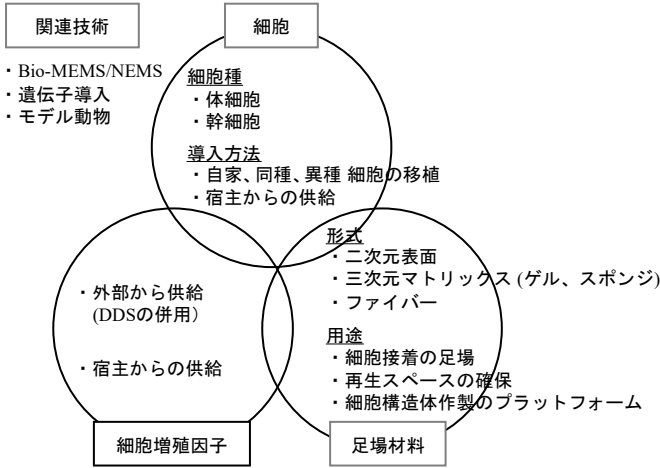 関連技術
・Bio-MEMS/NEMS
・遺伝子導入
・モデル動物
細胞
細胞種
・体細胞
・幹細胞
導入方法
・自家、同種、異種 細胞の移植
・宿主からの供給
・外部から供給
(DDSの併用)
・宿主からの供給
細胞増殖因子
形式
・二次元表面
・三次元マトリックス (ゲル、スポンジ)
・ファイバー
用途
・細胞接着の足場
・再生スペースの確保
・細胞構造体作製のプラットフォーム
足場材料